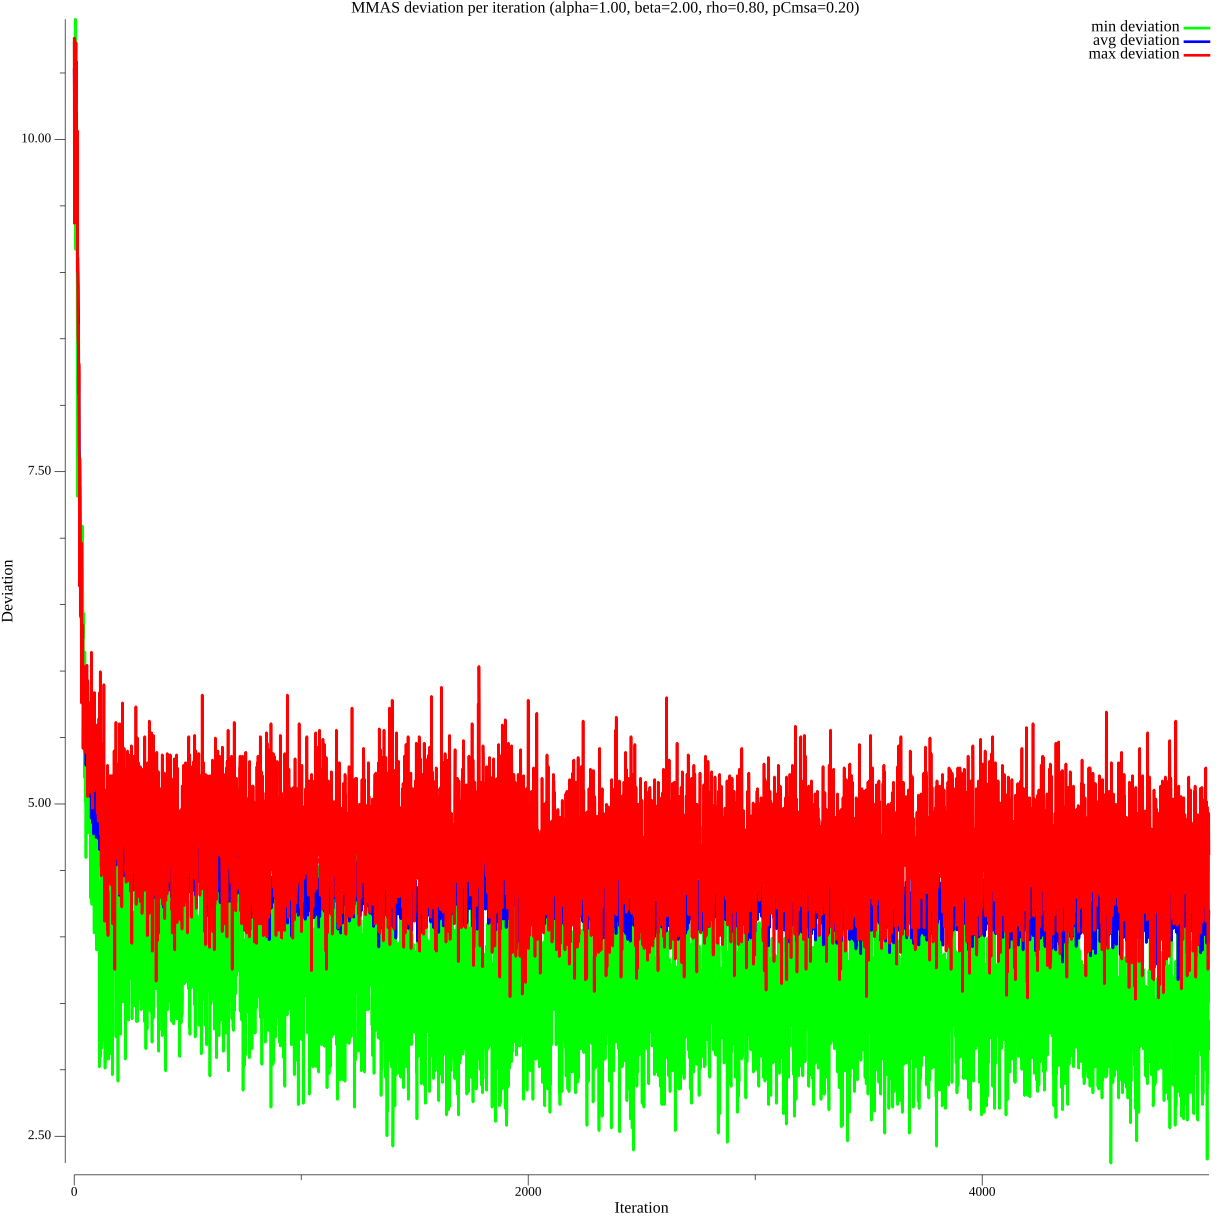 MMAS deviation per iteration (alpha=1.00, beta=2.00, rho=0.80, pCmsa=0.20)
min deviation
avg deviation
max deviation
10.00
7.50
5.00
2.50
Deviation
0
2000
4000
Iteration